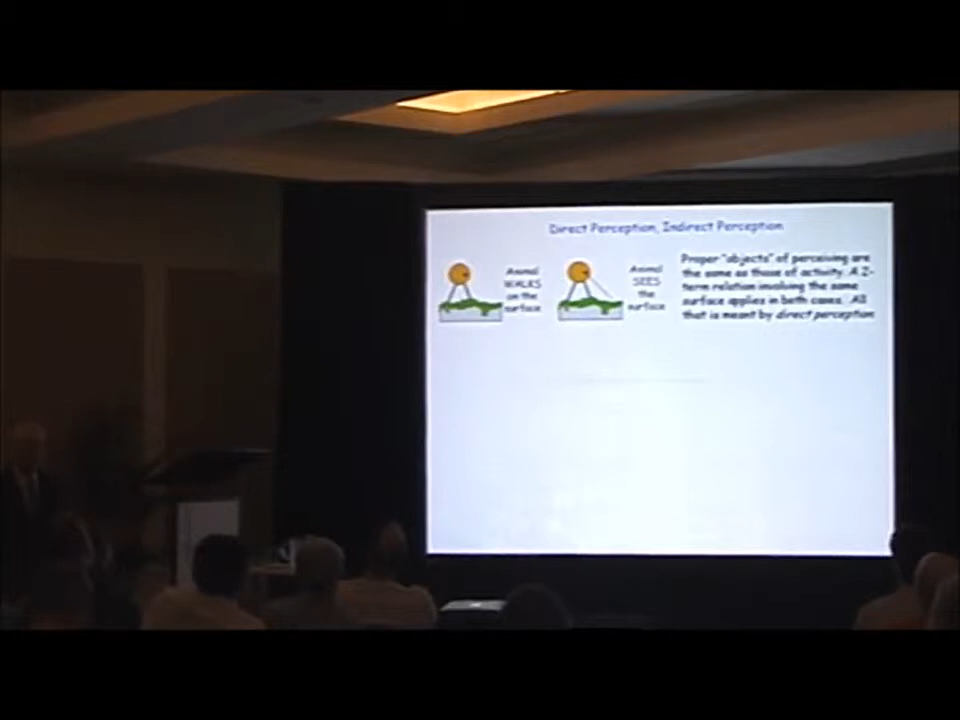 Direct Perception, Indirect Perception
Animal
WALKS
on the
surface
Animal
SEES
the
surface
Proper "objects" of perceiving are
the same as those of activity. A 2-
term relation involving the same
surface applies in both cases. All
that is meant by direct perception